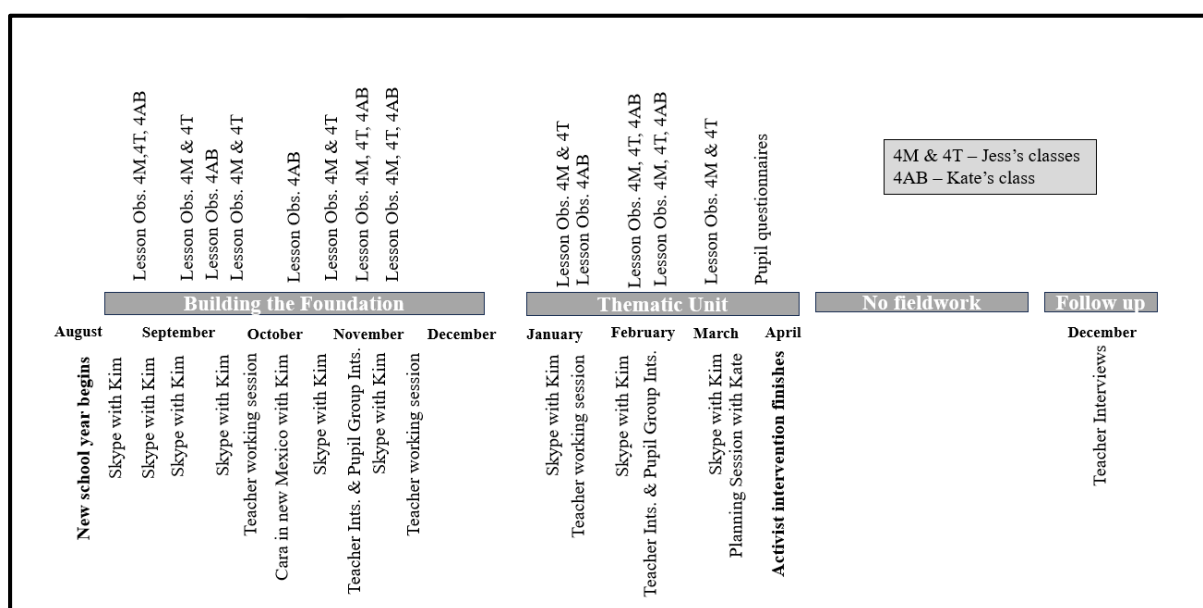 Lesson Obs. 4M,4T, 4AB
Lesson Obs. 4M & 4T
Lesson Obs. 4AB
Lesson Obs. 4M & 4T
Lesson Obs. 4AB
Lesson Obs. 4M & 4T
Lesson Obs. 4M, 4T, 4AB
Lesson Obs. 4M, 4T, 4AB
Lesson Obs. 4M & 4T
Lesson Obs. 4AB
Lesson Obs. 4M, 4T, 4AB
Lesson Obs. 4M, 4T, 4AB
Lesson Obs. 4M & 4T
Pupil questionnaires
4M & 4T – Jess's classes
4AB – Kate's class
Building the Foundation
Thematic Unit
No fieldwork
Follow up
August
September
October
November
December
January
February
March
April
December
New school year begins
Skype with Kim
Skype with Kim
Skype with Kim
Skype with Kim
Teacher working session
Cara in new Mexico with Kim
Skype with Kim
Teacher Ints. & Pupil Group Ints.
Skype with Kim
Teacher working session
Skype with Kim
Teacher working session
Skype with Kim
Teacher Ints. & Pupil Group Ints.
Skype with Kim
Planning Session with Kate
Activist intervention finishes
Teacher Interviews